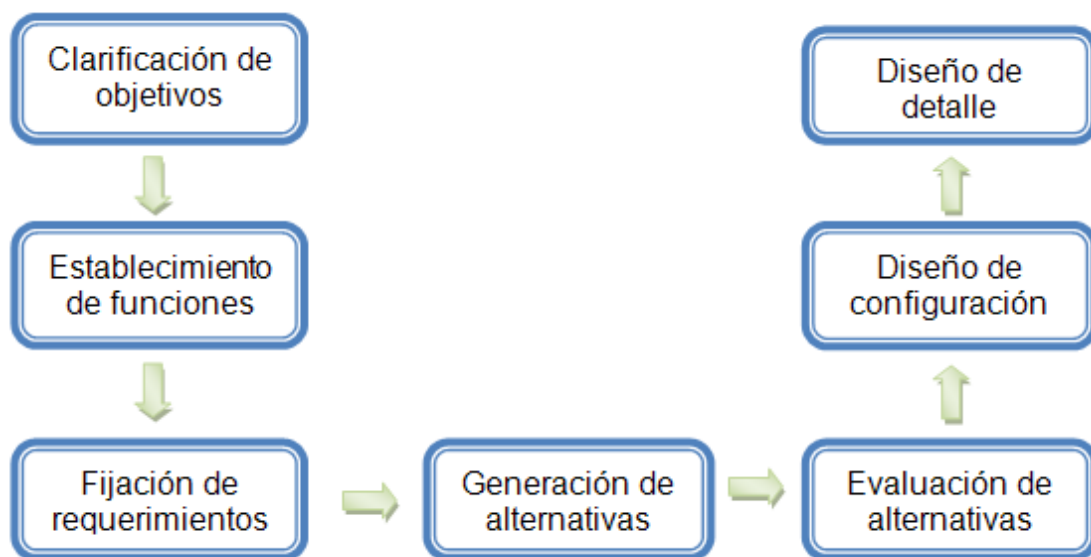 Clarificación de
objetivos
Establecimiento
de funciones
Fijación de
requerimientos
Generación de
alternativas
Evaluación de
alternativas
Diseño de
configuración
Diseño de
detalle